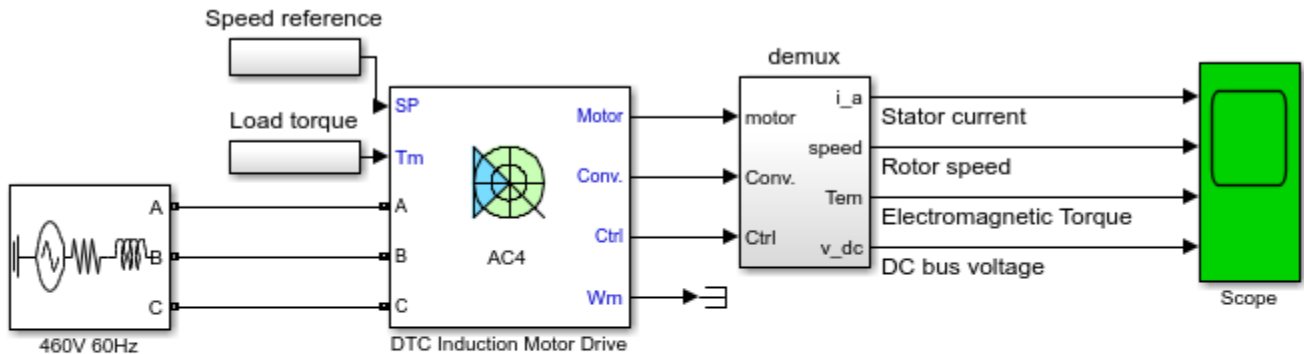 Speed reference
Load torque
A
B
C
460V 60Hz
SP
Tm
A
B
C
Motor
Conv.
Ctrl
Wm
AC4
DTC Induction Motor Drive
demux
motor
Conv.
Ctrl
i_a
speed
Tem
v_dc
Stator current
Rotor speed
Electromagnetic Torque
DC bus voltage
Scope